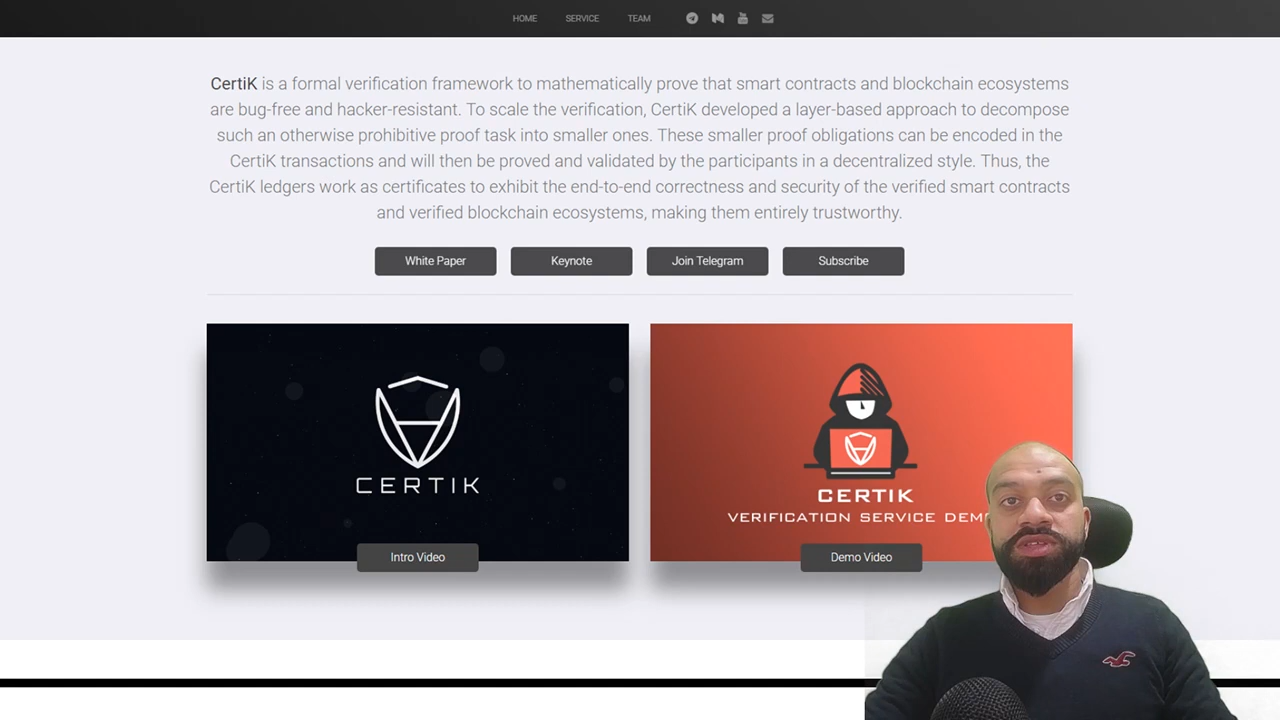 HOME SERVICE TEAM
CertiK is a formal verification framework to mathematically prove that smart contracts and blockchain ecosystems
are bug-free and hacker-resistant. To scale the verification, CertiK developed a layer-based approach to decompose
such an otherwise prohibitive proof task into smaller ones. These smaller proof obligations can be encoded in the
CertiK transactions and will then be proved and validated by the participants in a decentralized style. Thus, the
CertiK ledgers work as certificates to exhibit the end-to-end correctness and security of the verified smart contracts
and verified blockchain ecosystems, making them entirely trustworthy.
White Paper Keynote Join Telegram Subscribe
CERTIK
Intro Video
CERTIK
VERIFICATION SERVICE DEM
Demo Video